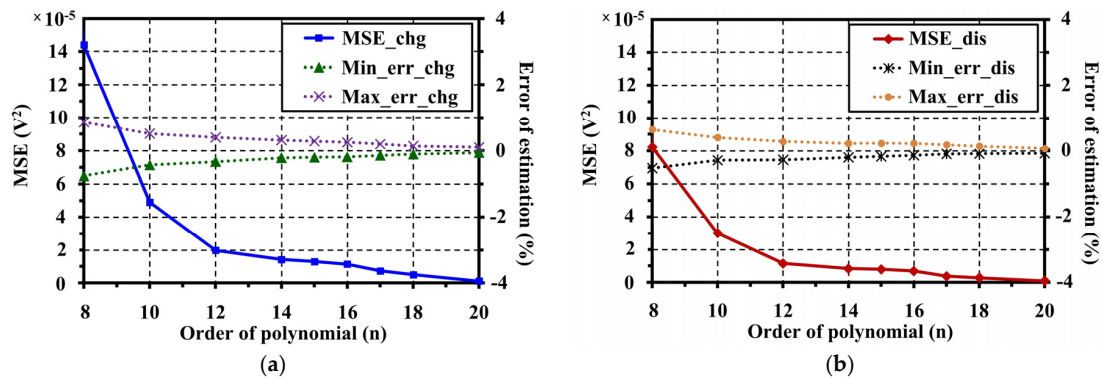 × 10⁻⁵
16
14
12
10
8
6
4
2
0
MSE (V²)
4
2
0
-2
-4
Error of estimation (%)
MSE_chg
Min_err_chg
Max_err_chg
8 10 12 14 16 18 20
Order of polynomial (n)
(a)
× 10⁻⁵
16
14
12
10
8
6
4
2
0
MSE (V²)
4
2
0
-2
-4
Error of estimation (%)
MSE_dis
Min_err_dis
Max_err_dis
8 10 12 14 16 18 20
Order of polynomial (n)
(b)